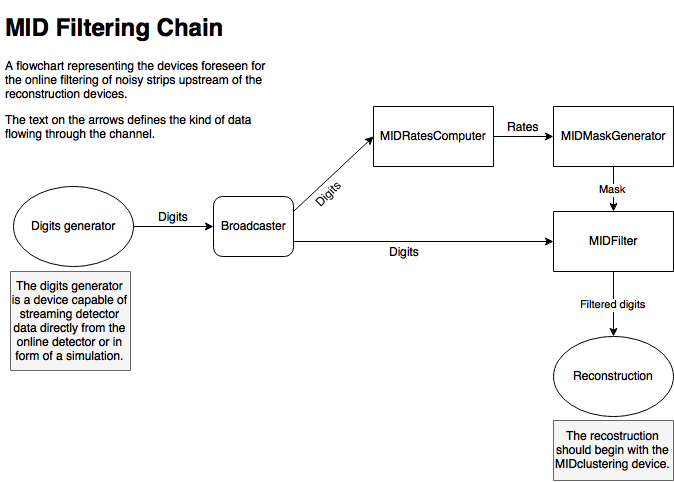 MID Filtering Chain
A flowchart representing the devices foreseen for
the online filtering of noisy strips upstream of the
reconstruction devices.
The text on the arrows defines the kind of data
flowing through the channel.
MIDRatesComputer
Rates
MIDMaskGenerator
Digits
Mask
Digits generator
Digits
Broadcaster
MIDFilter
Digits
The digits generator
is a device capable of
streaming detector
data directly from the
online detector or in
form of a simulation.
Filtered digits
Reconstruction
The recostruction
should begin with the
MIDclustering device.